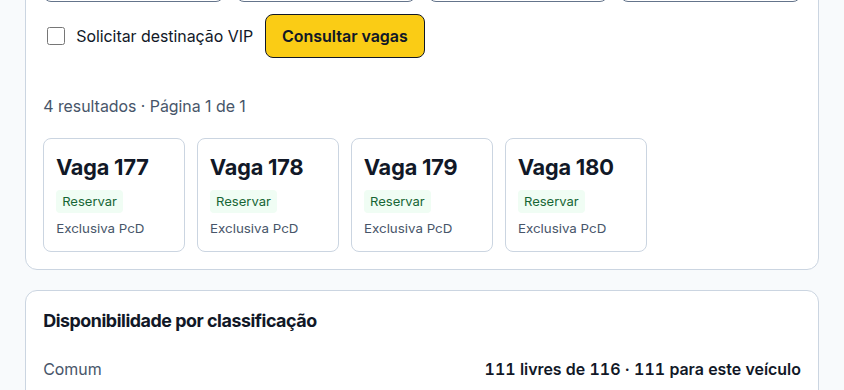 Solicitar destinação VIP Consultar vagas
4 resultados · Página 1 de 1
Vaga 177 Vaga 178 Vaga 179 Vaga 180
Reservar Reservar Reservar Reservar
Exclusiva PcD Exclusiva PcD Exclusiva PcD Exclusiva PcD
Disponibilidade por classificação
Comum 111 livres de 116 · 111 para este veículo